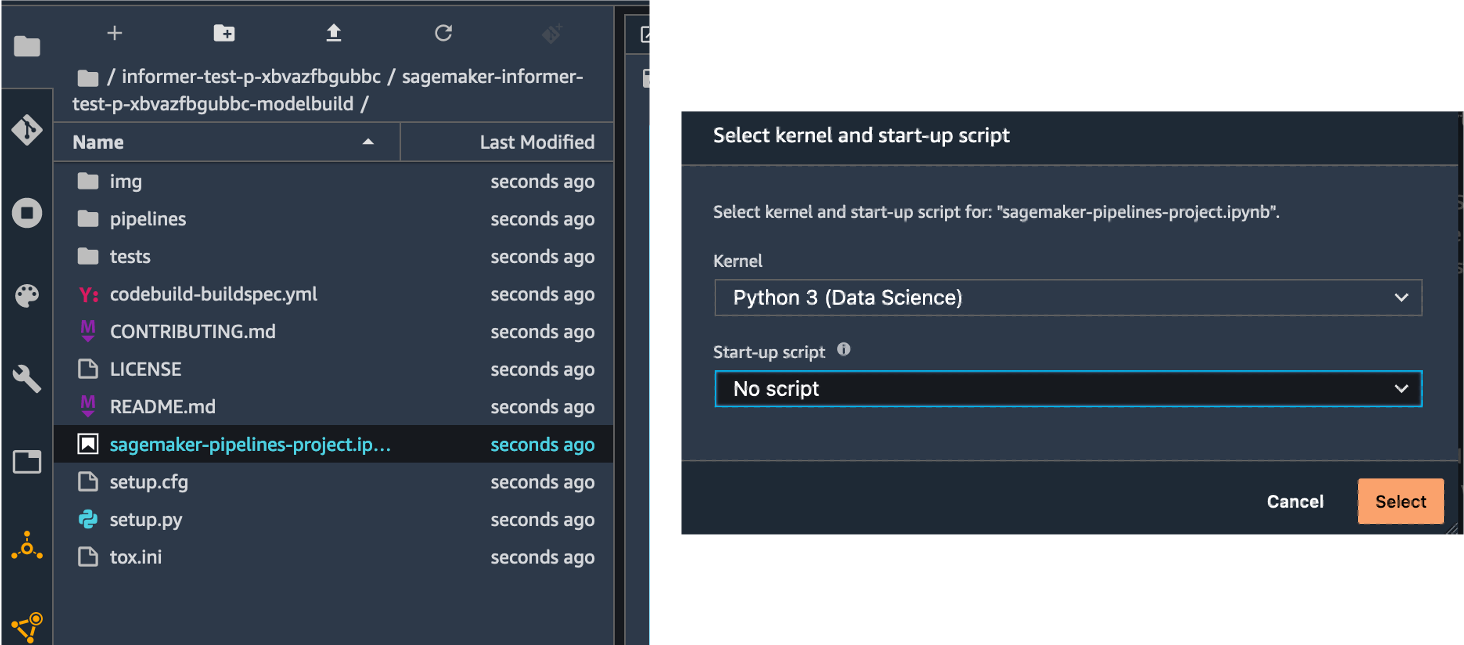 / informer-test-p-xbvazfbgubbc / sagemaker-informer-
test-p-xbvazfbgubbc-modelbuild /
Name Last Modified
img seconds ago
pipelines seconds ago
tests seconds ago
Y: codebuild-buildspec.yml seconds ago
M CONTRIBUTING.md seconds ago
LICENSE seconds ago
M README.md seconds ago
sagemaker-pipelines-project.ip... seconds ago
setup.cfg seconds ago
setup.py seconds ago
tox.ini seconds ago
Select kernel and start-up script
Select kernel and start-up script for: "sagemaker-pipelines-project.ipynb".
Kernel
Python 3 (Data Science)
Start-up script
No script
Cancel Select